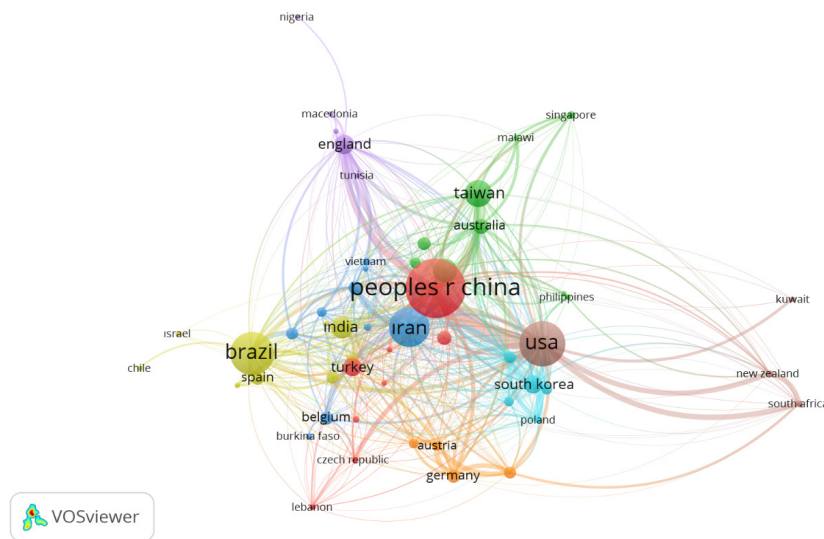 nigeria
macedonia
singapore
malawi
england
tunisia
taiwan
australia
vietnam
peoples r china
philippines
kuwait
iran
india
usa
israel
brazil
chile
turkey
new zealand
spain
south korea
south africa
belgium
poland
burkina faso
austria
czech republic
germany
lebanon
VOSviewer